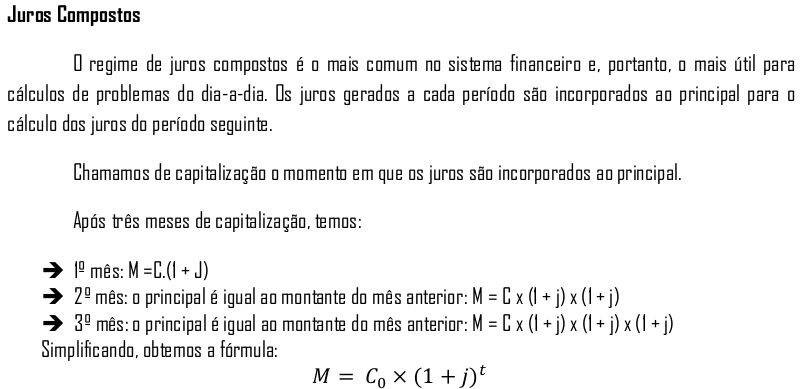 Juros Compostos
O regime de juros compostos é o mais comum no sistema financeiro e, portanto, o mais útil para
cálculos de problemas do dia-a-dia. Os juros gerados a cada período são incorporados ao principal para o
cálculo dos juros do período seguinte.
Chamamos de capitalização o momento em que os juros são incorporados ao principal.
Após três meses de capitalização, temos:
➔ 1º mês: M =C.(1 + J)
➔ 2º mês: o principal é igual ao montante do mês anterior: M = C x (1 + j) x (1 + j)
➔ 3º mês: o principal é igual ao montante do mês anterior: M = C x (1 + j) x (1 + j) x (1 + j)
Simplificando, obtemos a fórmula:
M = C₀ × (1 + j)ᵗ